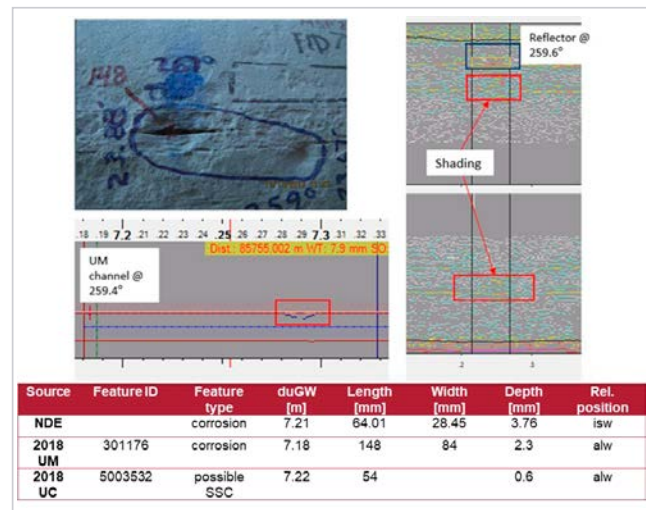 148
267°
23.88'
259°
Reflector @
259.6°
Shading
.18 7.2 .21 .22 .23 .24 .25 .26 .27 .28 .29 7.3 .31 .32 .33
Dist.: 85755.002 m WT: 7.9 mm SO:
UM
channel @
259.4°
.2 .3
Source Feature ID Feature type duGW [m] Length [mm] Width [mm] Depth [mm] Rel. position
NDE corrosion 7.21 64.01 28.45 3.76 isw
2018 UM 301176 corrosion 7.18 148 84 2.3 alw
2018 UC 5003532 possible SSC 7.22 54 0.6 alw